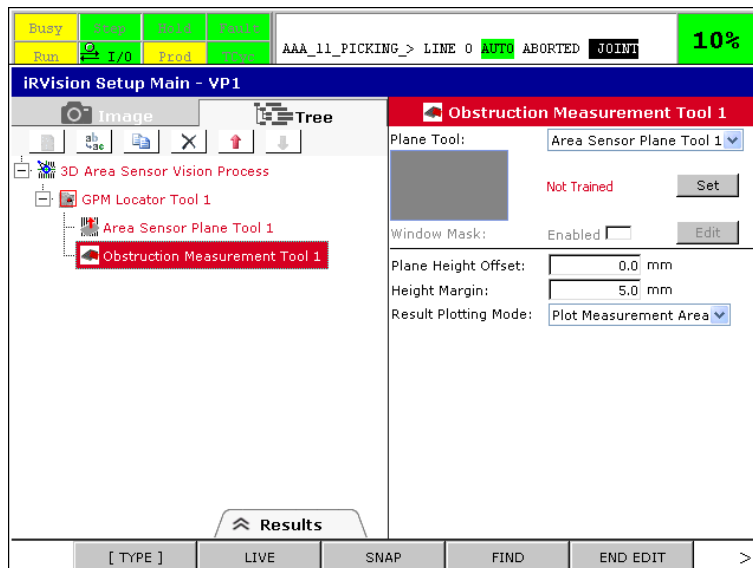 Busy Step Hold Fault
Run I/O Prod TCyc
AAA_11_PICKING_> LINE 0 AUTO ABORTED JOINT
10%
iRVision Setup Main - VP1
Image
Tree
3D Area Sensor Vision Process
GPM Locator Tool 1
Area Sensor Plane Tool 1
Obstruction Measurement Tool 1
Results
Obstruction Measurement Tool 1
Plane Tool: Area Sensor Plane Tool 1
Not Trained Set
Window Mask: Enabled Edit
Plane Height Offset: 0.0 mm
Height Margin: 5.0 mm
Result Plotting Mode: Plot Measurement Area
[ TYPE ] LIVE SNAP FIND END EDIT >